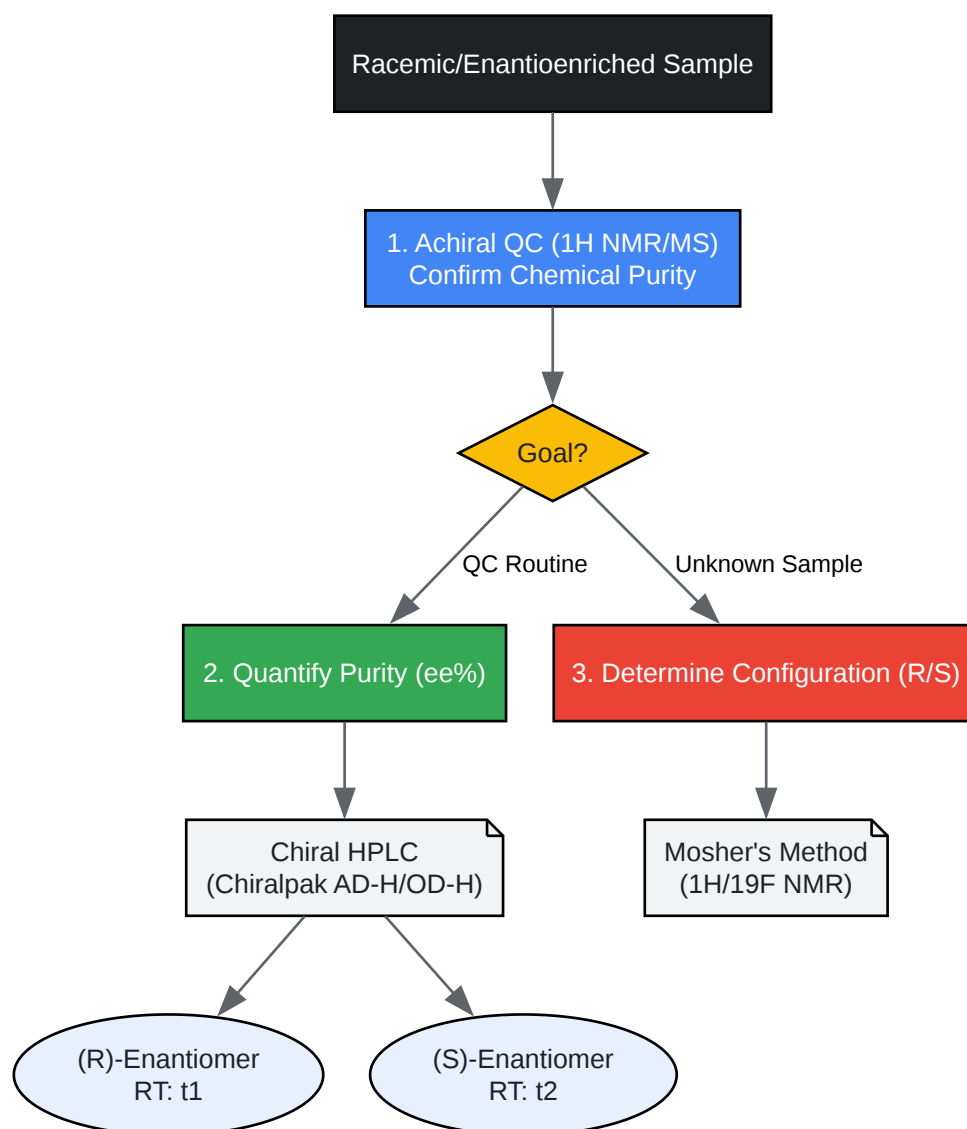 Racemic/Enantioenriched Sample
1. Achiral QC (1H NMR/MS)
Confirm Chemical Purity
Goal?
QC Routine
Unknown Sample
2. Quantify Purity (ee%)
3. Determine Configuration (R/S)
Chiral HPLC
(Chiralpak AD-H/OD-H)
Mosher's Method
(1H/19F NMR)
(R)-Enantiomer
RT: t1
(S)-Enantiomer
RT: t2